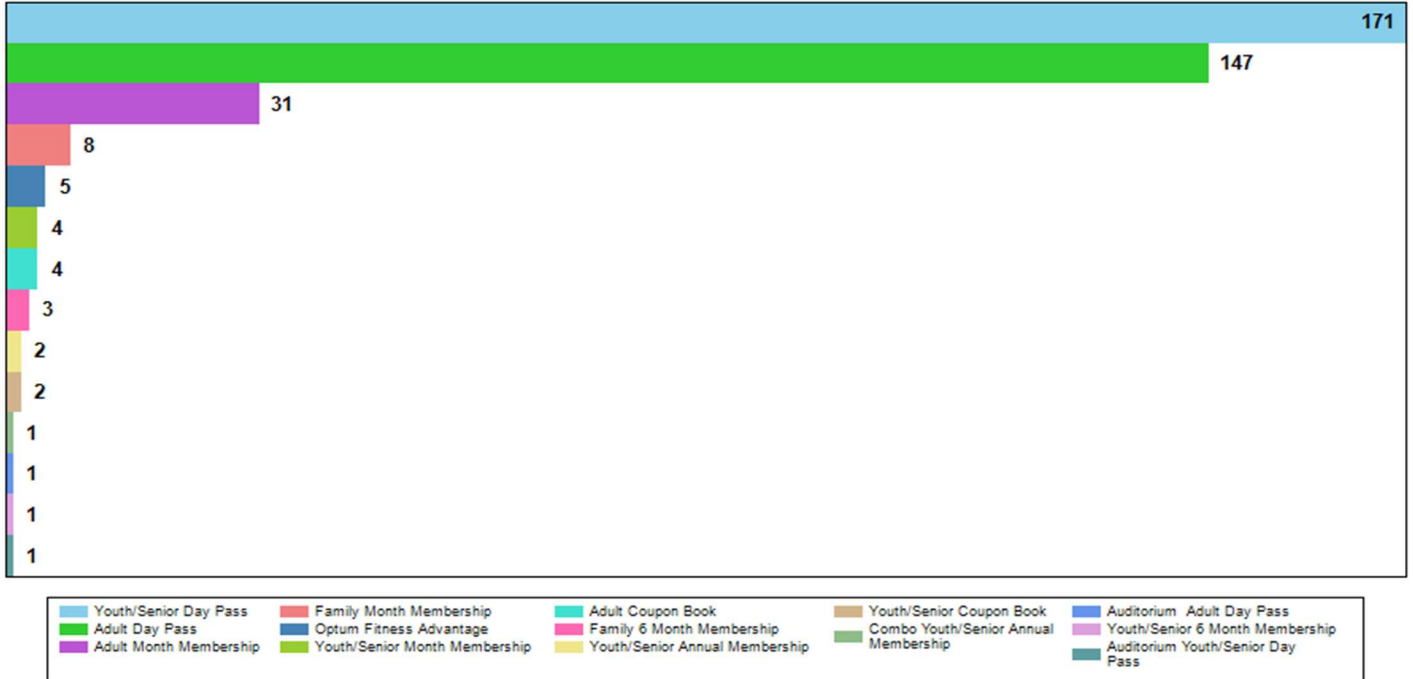 171
147
31
8
5
4
4
3
2
2
1
1
1
1
Youth/Senior Day Pass
Adult Day Pass
Adult Month Membership
Family Month Membership
Optum Fitness Advantage
Youth/Senior Month Membership
Adult Coupon Book
Family 6 Month Membership
Youth/Senior Annual Membership
Youth/Senior Coupon Book
Combo Youth/Senior Annual
Membership
Auditorium Adult Day Pass
Youth/Senior 6 Month Membership
Auditorium Youth/Senior Day
Pass